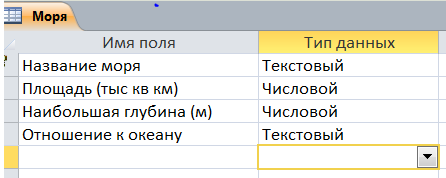 Моря
Имя поля Тип данных
Название моря Текстовый
Площадь (тыс кв км) Числовой
Наибольшая глубина (м) Числовой
Отношение к океану Текстовый